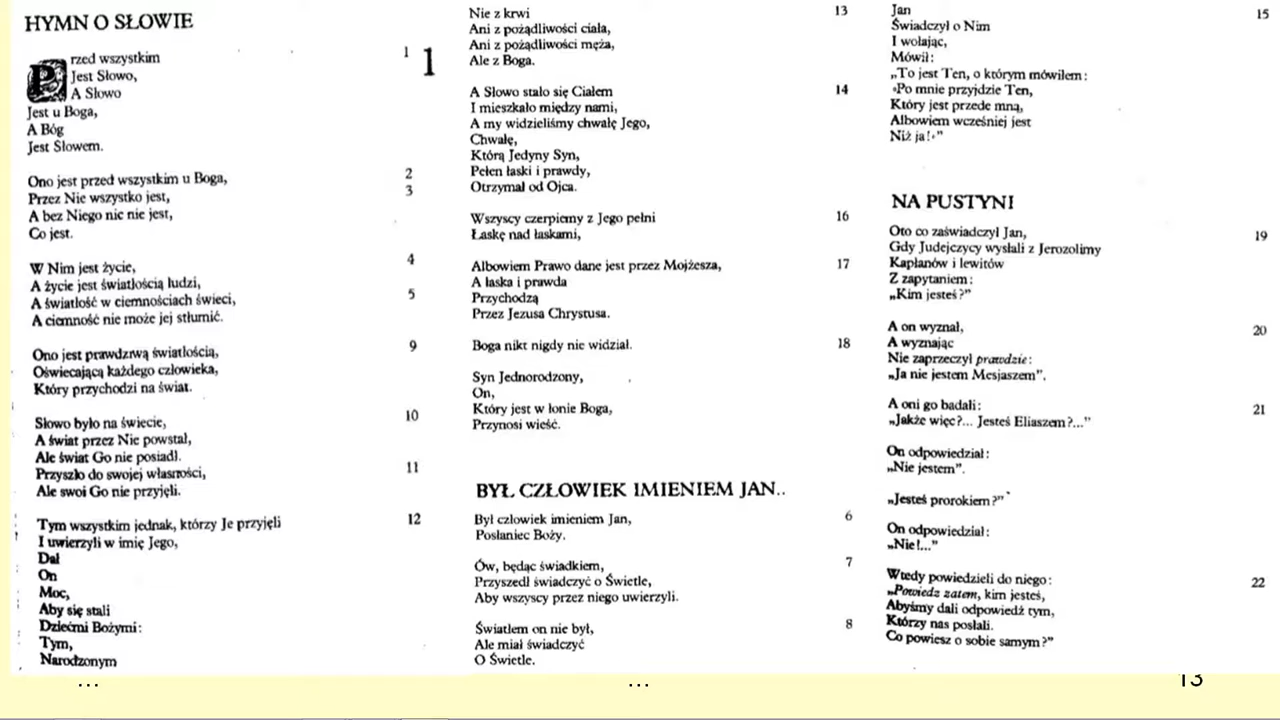 HYMN O SŁOWIE
Przed wszystkim 1 1
Jest Słowo,
A Słowo
Jest u Boga,
A Bóg
Jest Słowem.
Ono jest przed wszystkim u Boga, 2
Przez Nie wszystko jest, 3
A bez Niego nic nie jest,
Co jest.
W Nim jest życie, 4
A życie jest światłością ludzi,
A światłość w ciemnościach świeci, 5
A ciemność nie może jej stłumić.
Ono jest prawdziwą światłością, 9
Oświecającą każdego człowieka,
Który przychodzi na świat.
Słowo było na świecie, 10
A świat przez Nie powstał,
Ale świat Go nie posiadł.
Przyszło do swojej własności, 11
Ale swoi Go nie przyjęli.
Tym wszystkim jednak, którzy Je przyjęli 12
I uwierzyli w imię Jego,
Dał
On
Moc,
Aby się stali
Dziećmi Bożymi:
Tym,
Narodzonym
Nie z krwi 13
Ani z pożądliwości ciała,
Ani z pożądliwości męża,
Ale z Boga.
A Słowo stało się Ciałem 14
I mieszkało między nami,
A my widzieliśmy chwałę Jego,
Chwałę,
Którą Jedyny Syn,
Pełen łaski i prawdy,
Otrzymał od Ojca.
Wszyscy czerpiemy z Jego pełni 16
Łaskę nad łaskami,
Albowiem Prawo dane jest przez Mojżesza, 17
A łaska i prawda
Przychodzą
Przez Jezusa Chrystusa.
Boga nikt nigdy nie widział. 18
Syn Jednorodzony,
On,
Który jest w łonie Boga,
Przynosi wieść.
BYŁ CZŁOWIEK IMIENIEM JAN..
Był człowiek imieniem Jan, 6
Posłaniec Boży.
Ów, będąc świadkiem, 7
Przyszedł świadczyć o Świetle,
Aby wszyscy przez niego uwierzyli.
Światłem on nie był, 8
Ale miał świadczyć
O Świetle.
Jan 15
Świadczył o Nim
I wołając,
Mówił:
„To jest Ten, o którym mówiłem:
‹Po mnie przyjdzie Ten,
Który jest przede mną,
Albowiem wcześniej jest
Niż ja!›”
NA PUSTYNI
Oto co zaświadczył Jan, 19
Gdy Judejczycy wysłali z Jerozolimy
Kapłanów i lewitów
Z zapytaniem:
„Kim jesteś?”
A on wyznał, 20
A wyznając
Nie zaprzeczył prawdzie:
„Ja nie jestem Mesjaszem”.
A oni go badali: 21
„Jakże więc?... Jesteś Eliaszem?...”
On odpowiedział:
„Nie jestem”.
„Jesteś prorokiem?”
On odpowiedział:
„Nie!...”
Wtedy powiedzieli do niego: 22
„Powiedz zatem, kim jesteś,
Abyśmy dali odpowiedź tym,
Którzy nas posłali.
Co powiesz o sobie samym?”
... ... 13